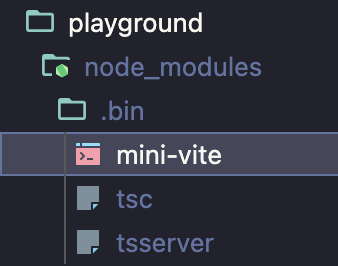 playground
node_modules
.bin
mini-vite
tsc
tsserver